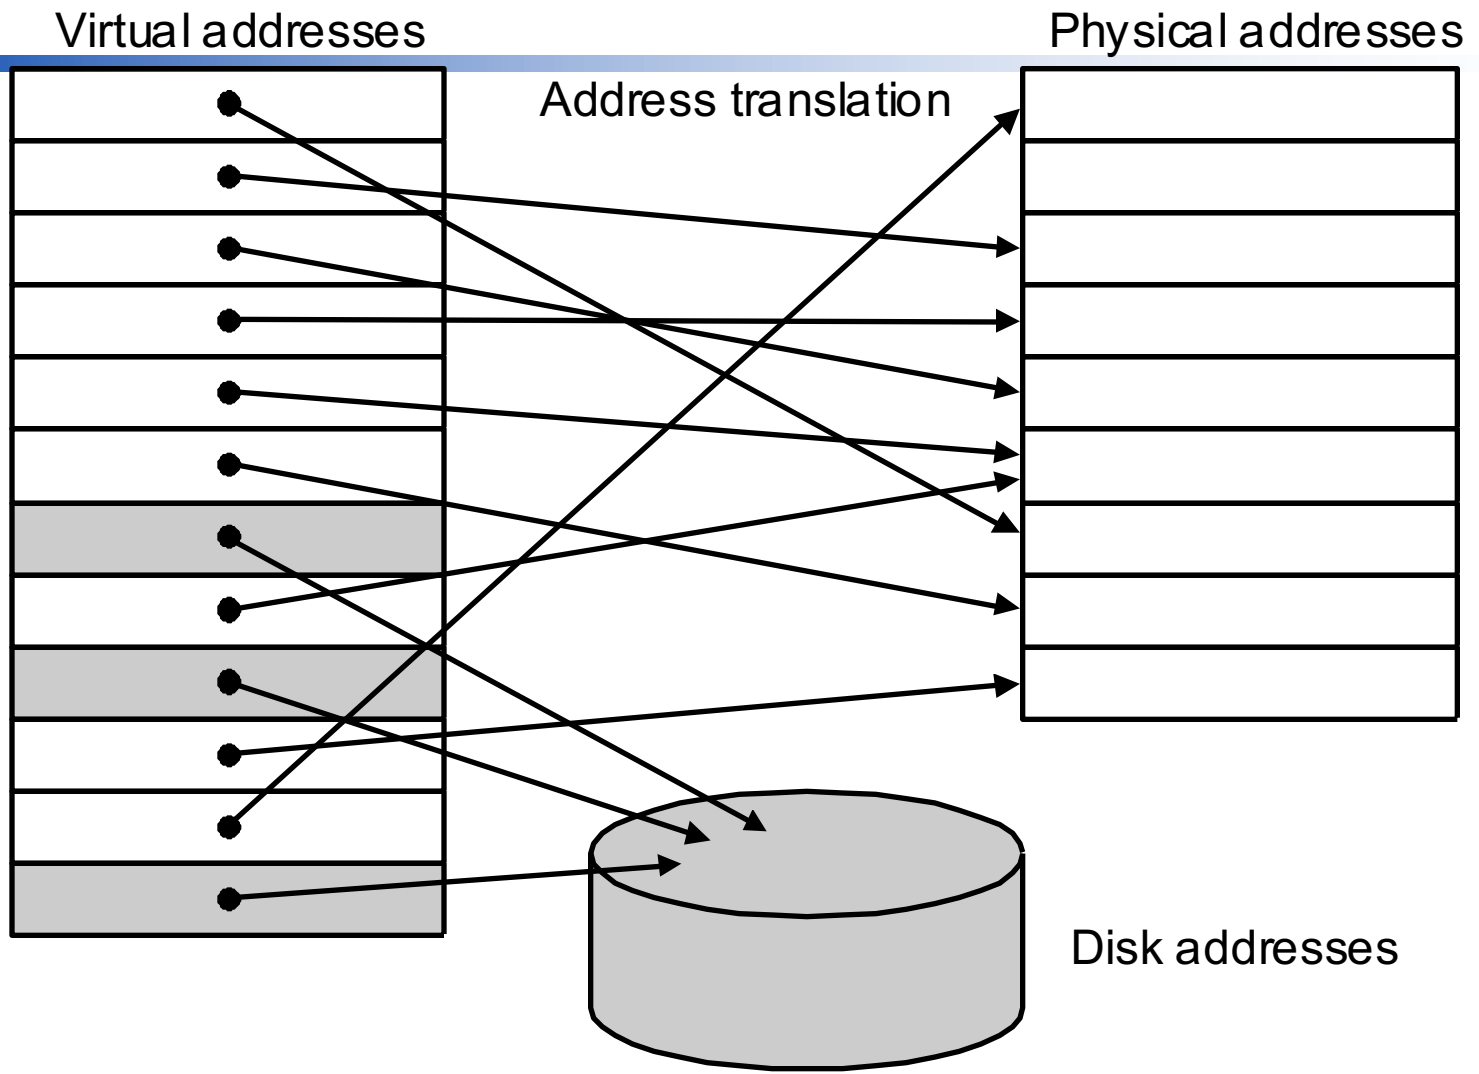 Virtual addresses
Physical addresses
Address translation
Disk addresses